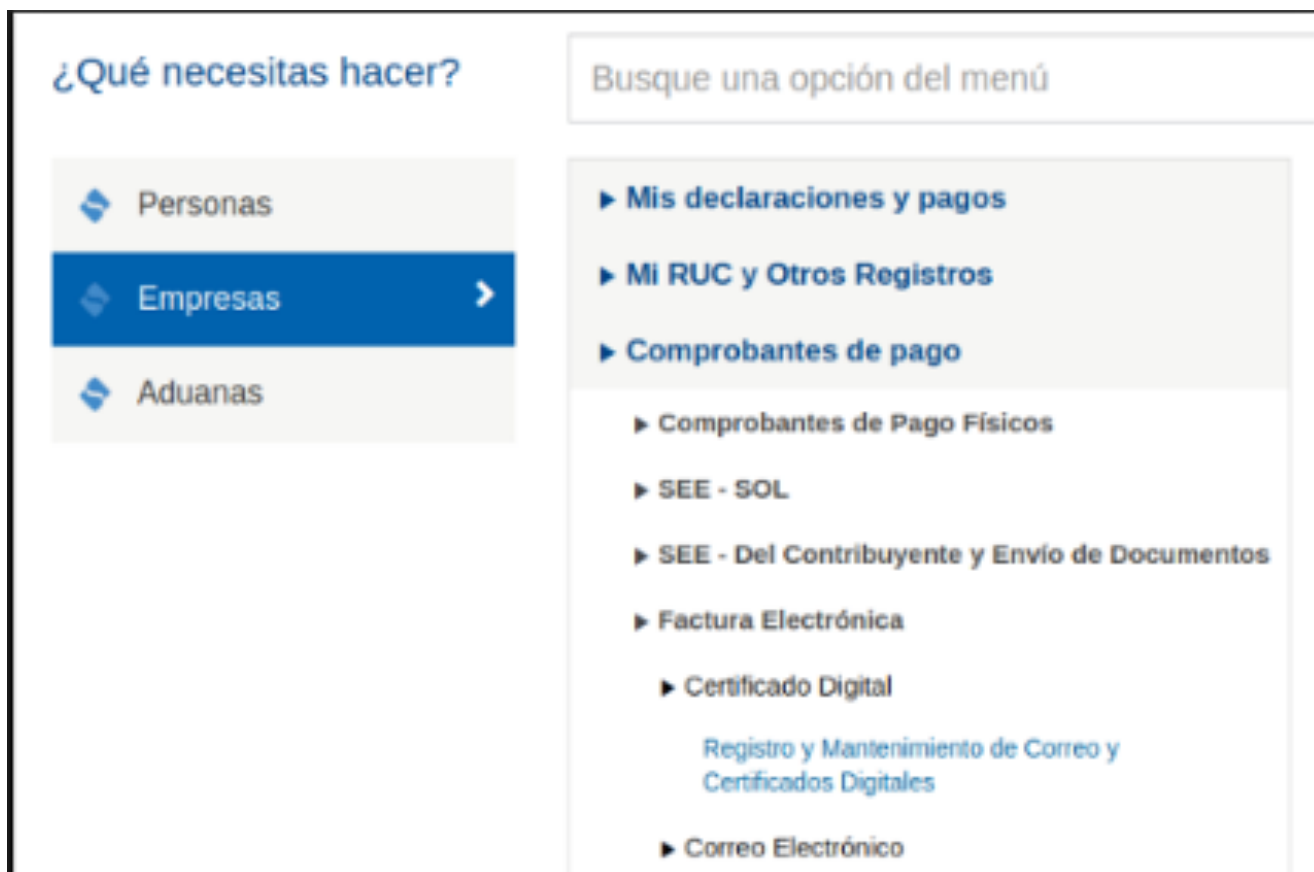 ¿Qué necesitas hacer?
Busque una opción del menú
Personas
Empresas
Aduanas
Mis declaraciones y pagos
Mi RUC y Otros Registros
Comprobantes de pago
Comprobantes de Pago Físicos
SEE - SOL
SEE - Del Contribuyente y Envío de Documentos
Factura Electrónica
Certificado Digital
Registro y Mantenimiento de Correo y
Certificados Digitales
Correo Electrónico